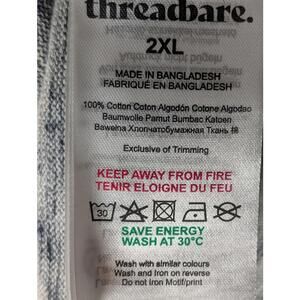 threadbare.
2XL
MADE IN BANGLADESH
FABRIQUÉ EN BANGLADESH
100% Cotton Coton Algodón Cotone Algodao
Baumwolle Pamut Bumbac Katoen
Bawełna Хлопчатобумажная Ткань 棉
Exclusive of Trimming
KEEP AWAY FROM FIRE
TENIR ELOIGNE DU FEU
30
SAVE ENERGY
WASH AT 30°C
Wash with similar colours
Wash and Iron on reverse
Do not Iron Motif/print